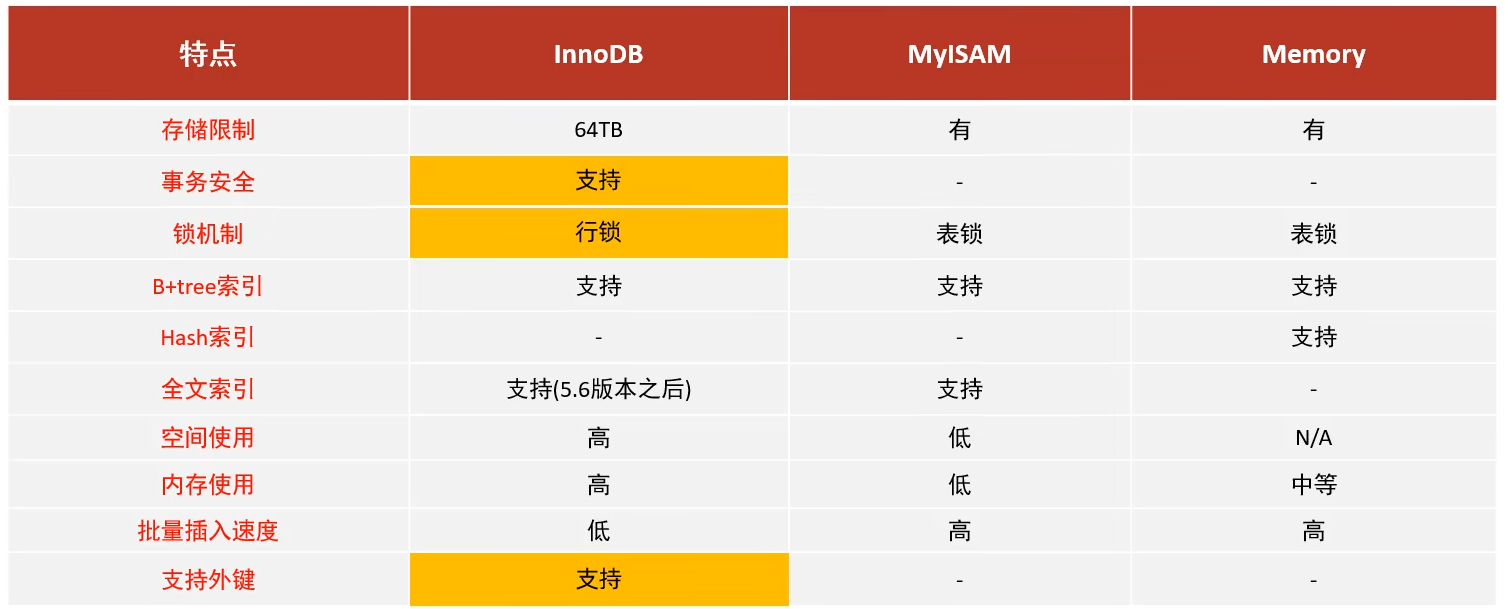 特点 InnoDB MyISAM Memory
存储限制 64TB 有 有
事务安全 支持 - -
锁机制 行锁 表锁 表锁
B+tree索引 支持 支持 支持
Hash索引 - - 支持
全文索引 支持(5.6版本之后) 支持 -
空间使用 高 低 N/A
内存使用 高 低 中等
批量插入速度 低 高 高
支持外键 支持 - -